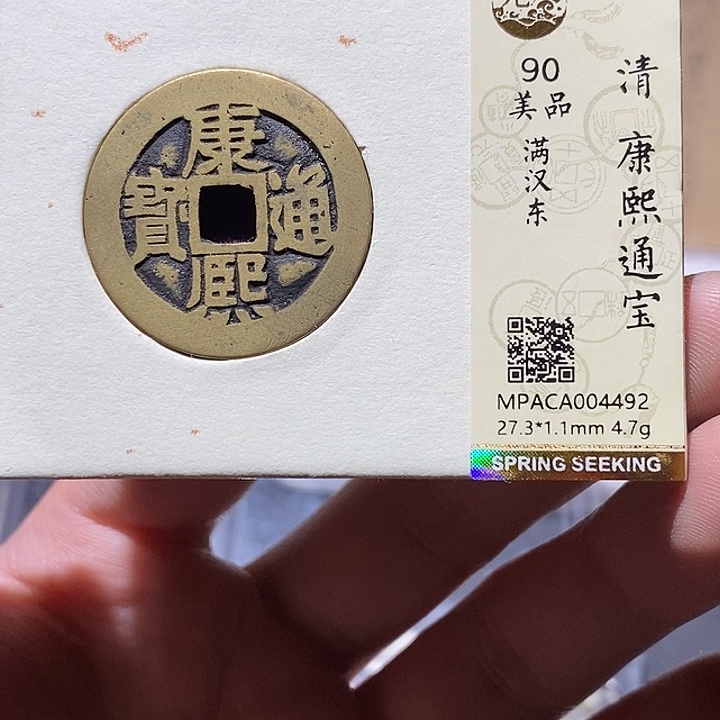 康熙通寶
90
美品
满汉东
清 康熙通宝
MPACA004492
27.3*1.1mm 4.7g
SPRING SEEKING